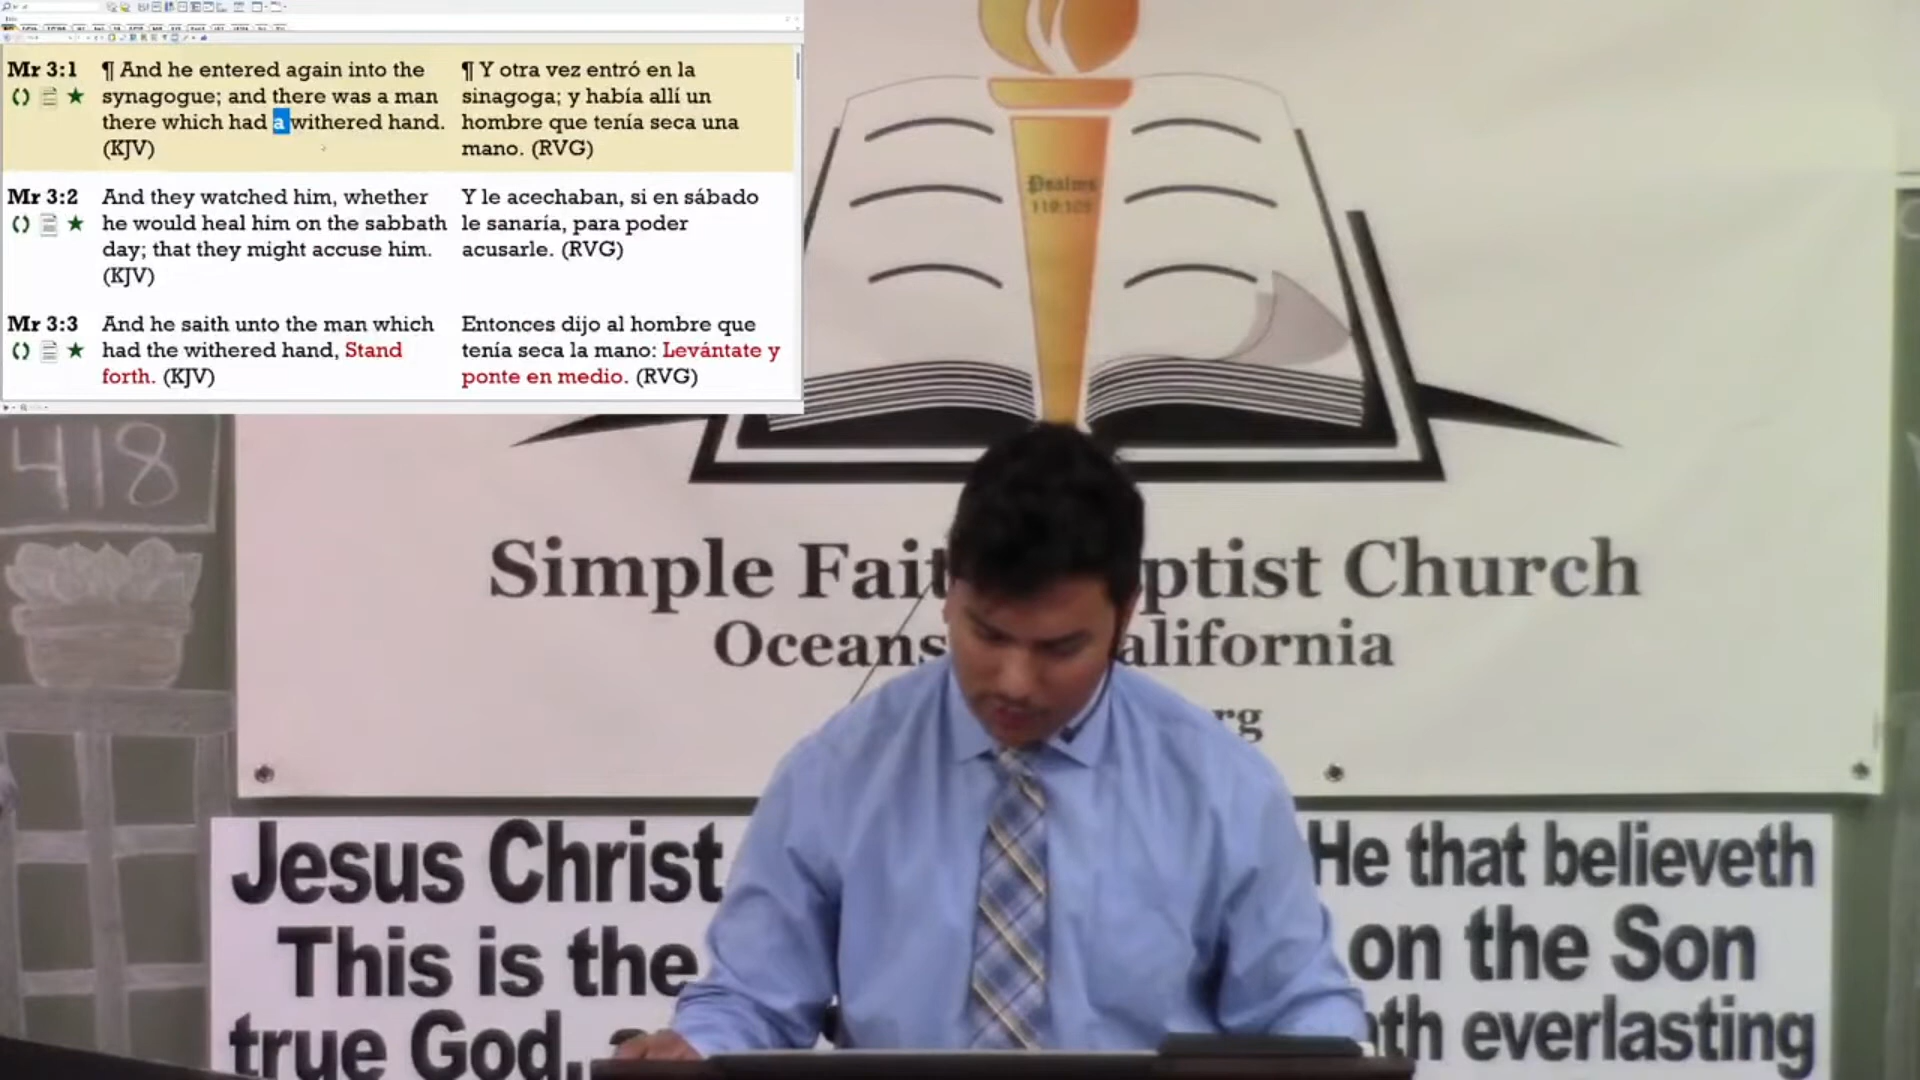 Mr 3:1
¶ And he entered again into the
synagogue; and there was a man
there which had a withered hand.
(KJV)
¶ Y otra vez entró en la
sinagoga; y había allí un
hombre que tenía seca una
mano. (RVG)
Mr 3:2
And they watched him, whether
he would heal him on the sabbath
day; that they might accuse him.
(KJV)
Y le acechaban, si en sábado
le sanaría, para poder
acusarle. (RVG)
Mr 3:3
And he saith unto the man which
had the withered hand, Stand
forth. (KJV)
Entonces dijo al hombre que
tenía seca la mano: Levántate y
ponte en medio. (RVG)
Psalms
119:105
418
Simple Fai ptist Church
Oceans alifornia
rg
Jesus Christ
This is the
true God,
He that believeth
on the Son
th everlasting